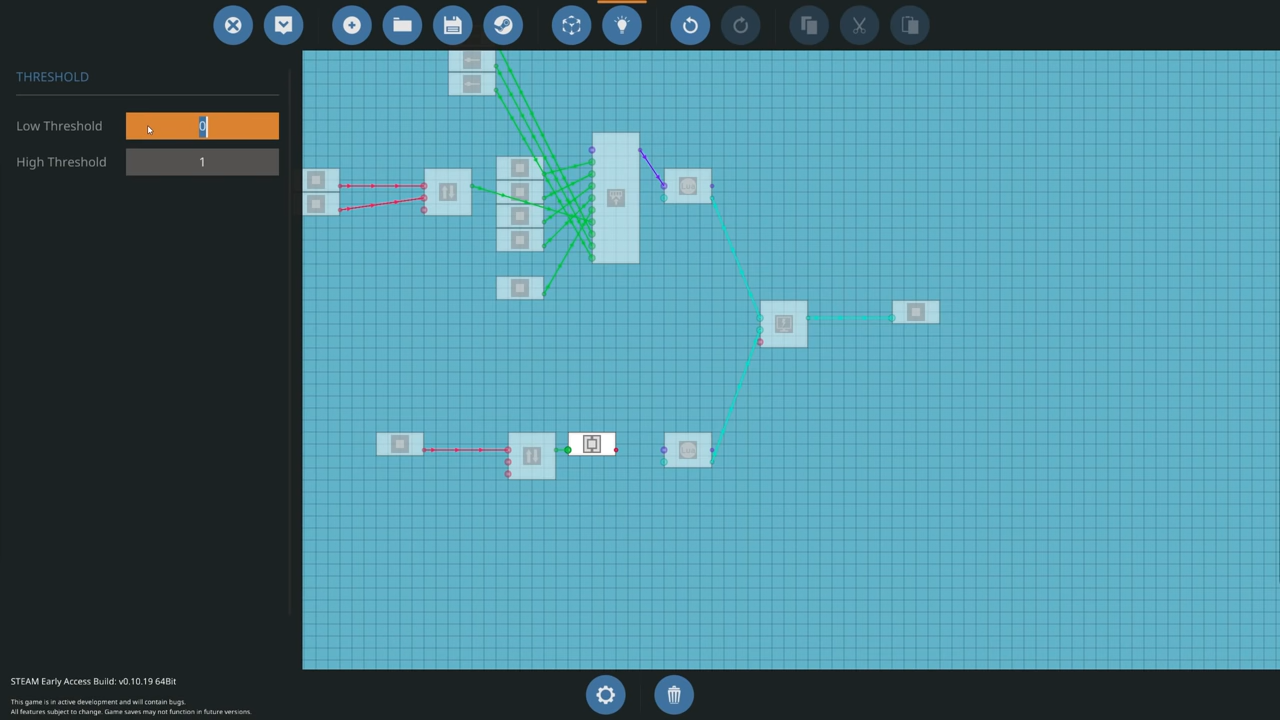 THRESHOLD
Low Threshold 0
High Threshold 1
STEAM Early Access Build: v0.10.19 64Bit
This game is in active development and will contain bugs.
All features subject to change. Game saves may not function in future versions.